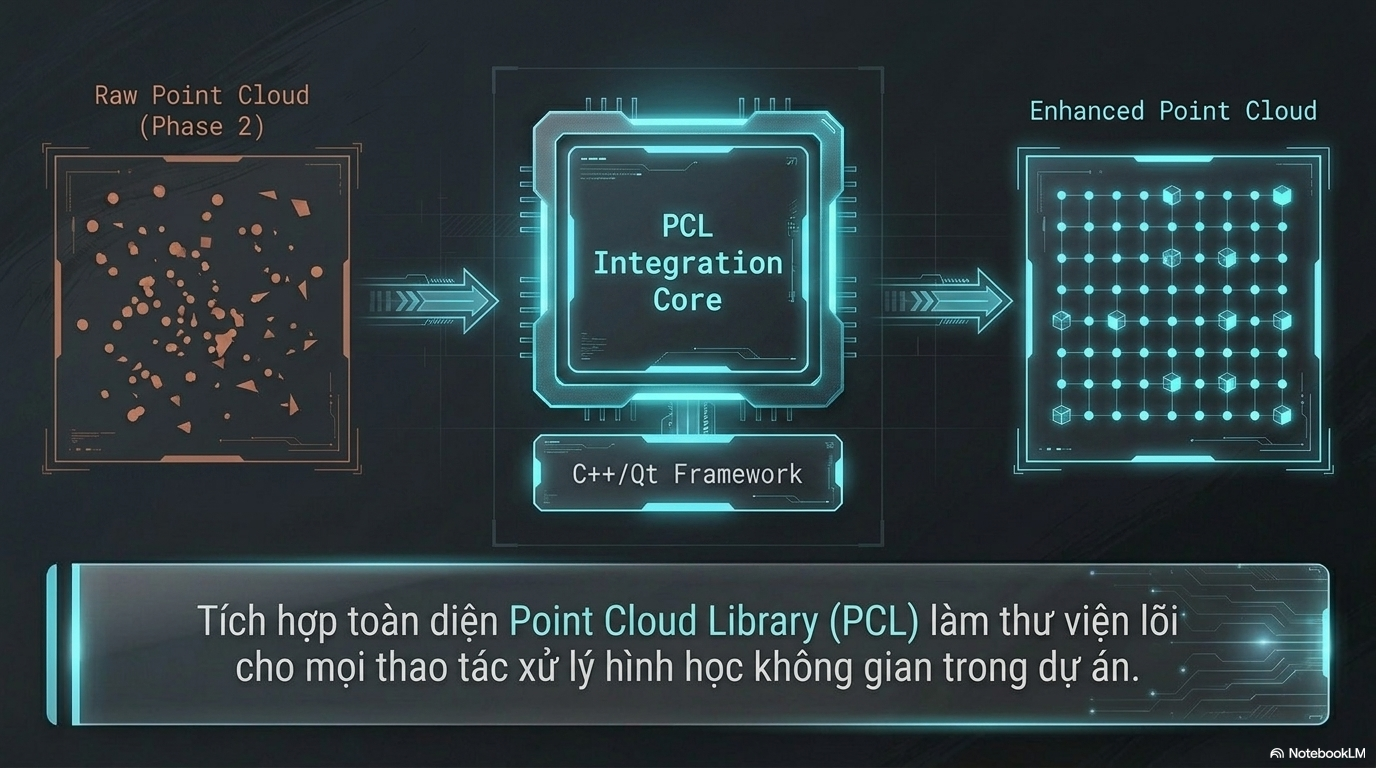 Raw Point Cloud
(Phase 2)
Enhanced Point Cloud
PCL
Integration
Core
C++/Qt Framework
Tích hợp toàn diện Point Cloud Library (PCL) làm thư viện lõi
cho mọi thao tác xử lý hình học không gian trong dự án.
NotebookLM